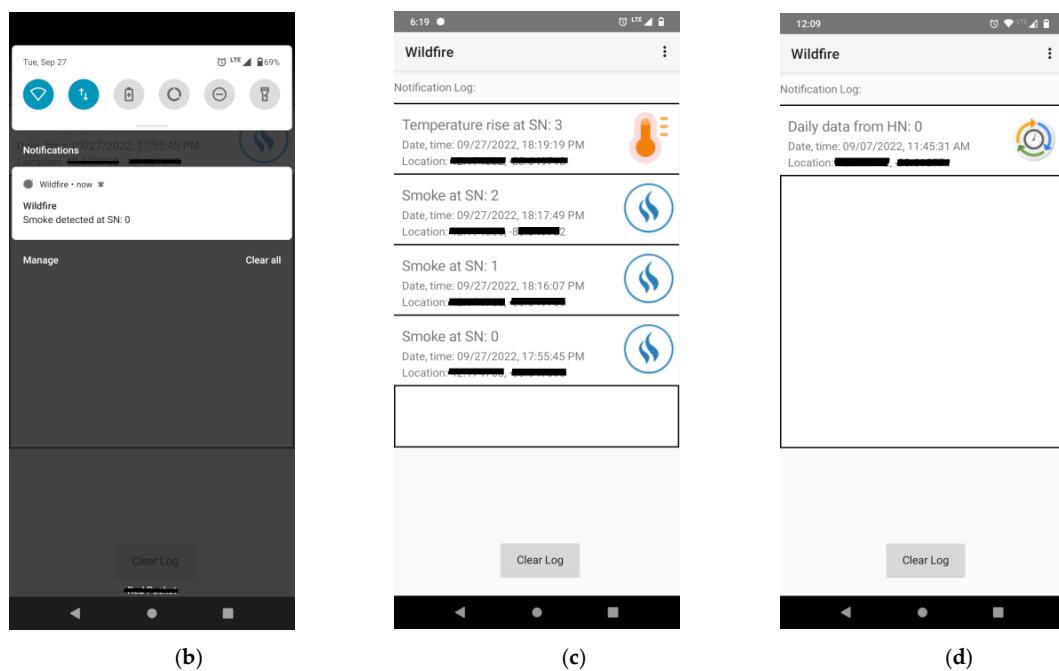 Tue, Sep 27
LTE
69%
Date, time: 09/27/2022, 17:55:45 PM
Notifications
Wildfire • now
Wildfire
Smoke detected at SN: 0
Manage
Clear all
Clear Log
(b)
6:19
LTE
Wildfire
Notification Log:
Temperature rise at SN: 3
Date, time: 09/27/2022, 18:19:19 PM
Location:
Smoke at SN: 2
Date, time: 09/27/2022, 18:17:49 PM
Location:
Smoke at SN: 1
Date, time: 09/27/2022, 18:16:07 PM
Location:
Smoke at SN: 0
Date, time: 09/27/2022, 17:55:45 PM
Location:
Clear Log
(c)
12:09
LTE
Wildfire
Notification Log:
Daily data from HN: 0
Date, time: 09/07/2022, 11:45:31 AM
Location:
Clear Log
(d)